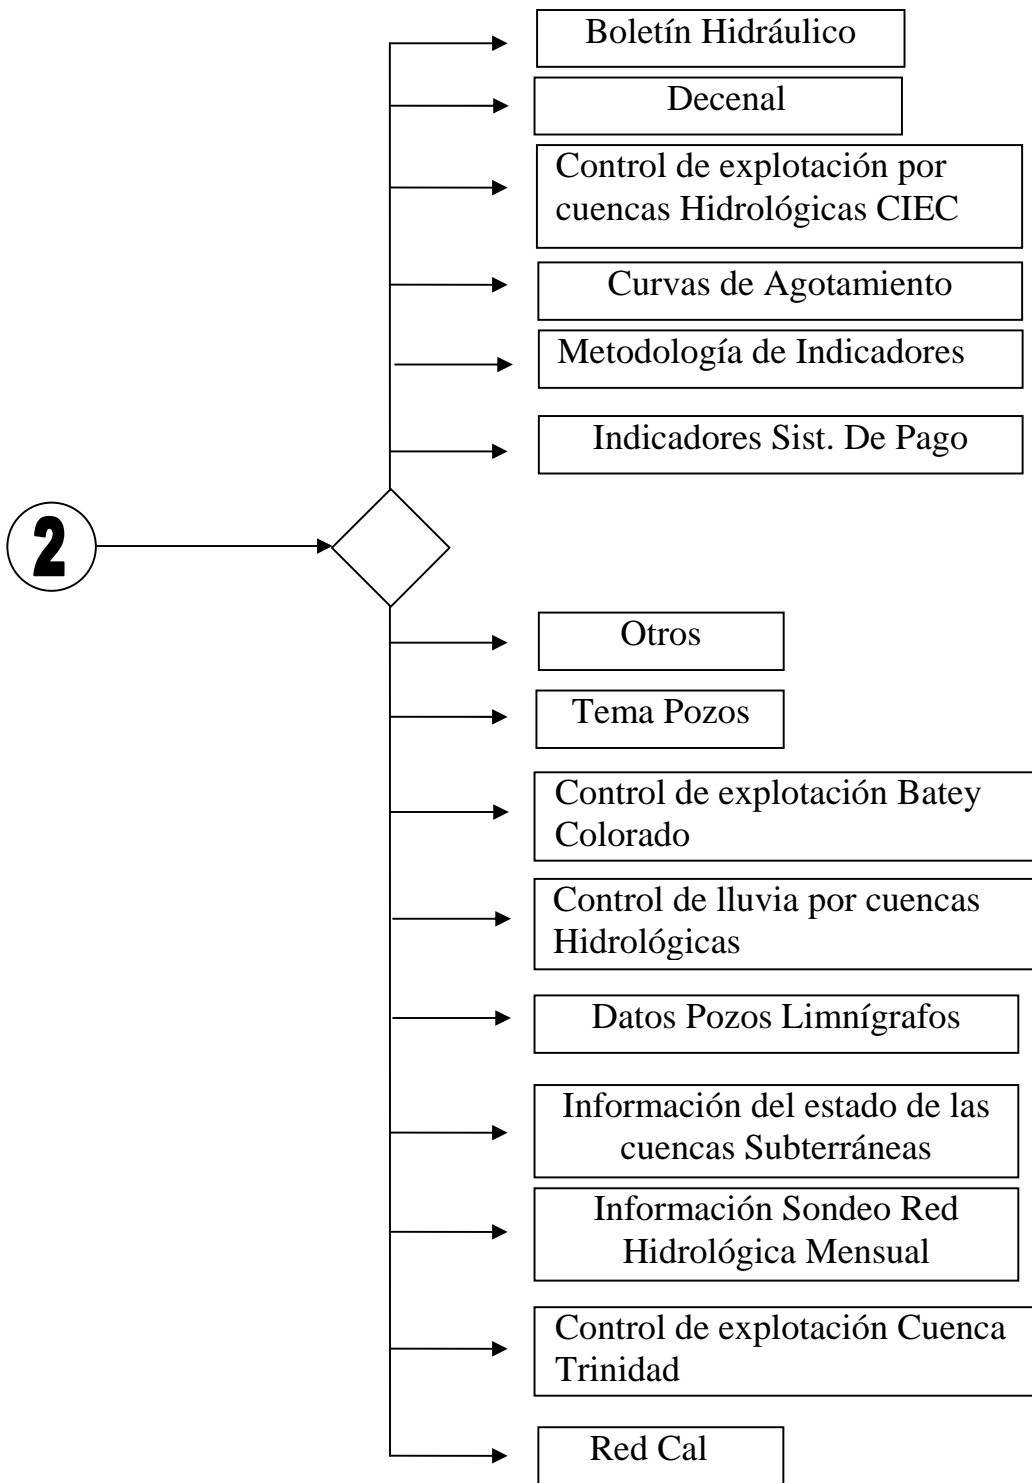 Boletín Hidráulico
Decenal
Control de explotación por
cuencas Hidrológicas CIEC
Curvas de Agotamiento
Metodología de Indicadores
Indicadores Sist. De Pago
2
Otros
Tema Pozos
Control de explotación Batey
Colorado
Control de lluvia por cuencas
Hidrológicas
Datos Pozos Limnígrafos
Información del estado de las
cuencas Subterráneas
Información Sondeo Red
Hidrológica Mensual
Control de explotación Cuenca
Trinidad
Red Cal